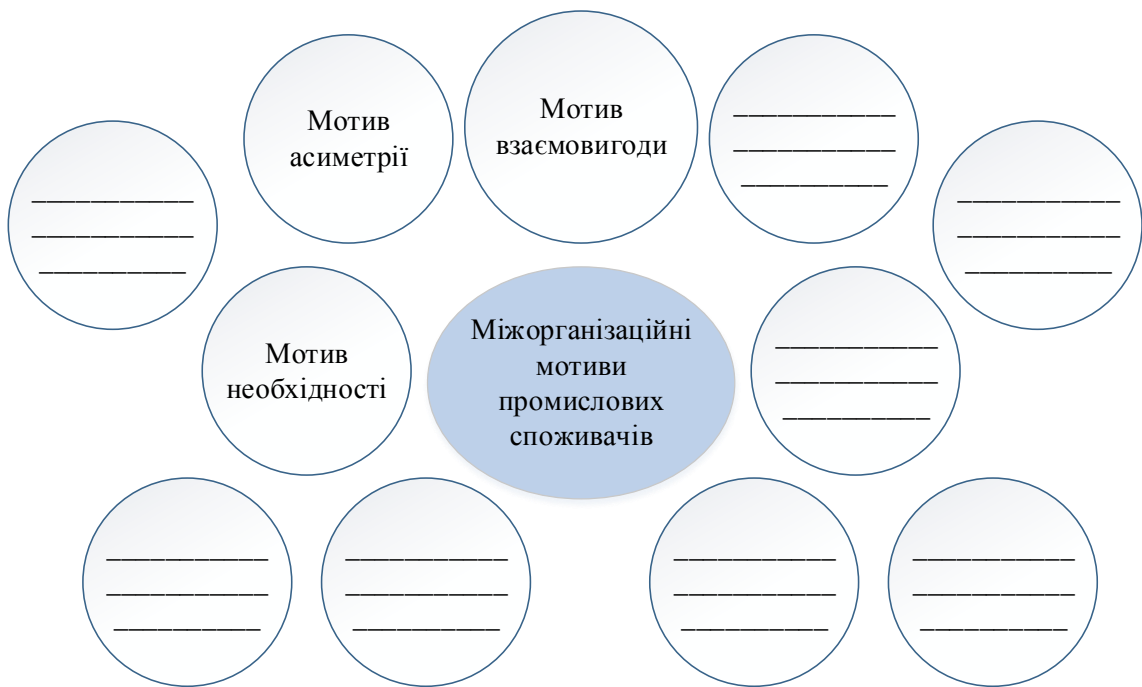 Мотив
асиметрії
Мотив
взаємовигоди
Мотив
необхідності
Міжорганізаційні
мотиви
промислових
споживачів